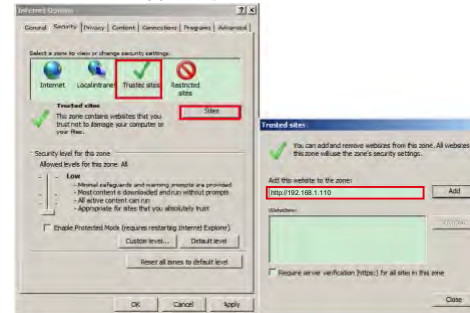 Internet Options
? X
General Security Privacy Content Connections Programs Advanced
Select a zone to view or change security settings.
Internet Local intranet Trusted sites Restricted
sites
Trusted sites
Sites
This zone contains websites that you
trust not to damage your computer or
your files.
Security level for this zone
Allowed levels for this zone: All
Low
- Minimal safeguards and warning prompts are provided
- Most content is downloaded and run without prompts
- All active content can run
- Appropriate for sites that you absolutely trust
Enable Protected Mode (requires restarting Internet Explorer)
Custom level... Default level
Reset all zones to default level
OK Cancel Apply
Trusted sites
You can add and remove websites from this zone. All websites
this zone will use the zone's security settings.
Add this website to the zone:
http://192.168.1.110 Add
Websites:
Remove
Require server verification (https:) for all sites in this zone
Close